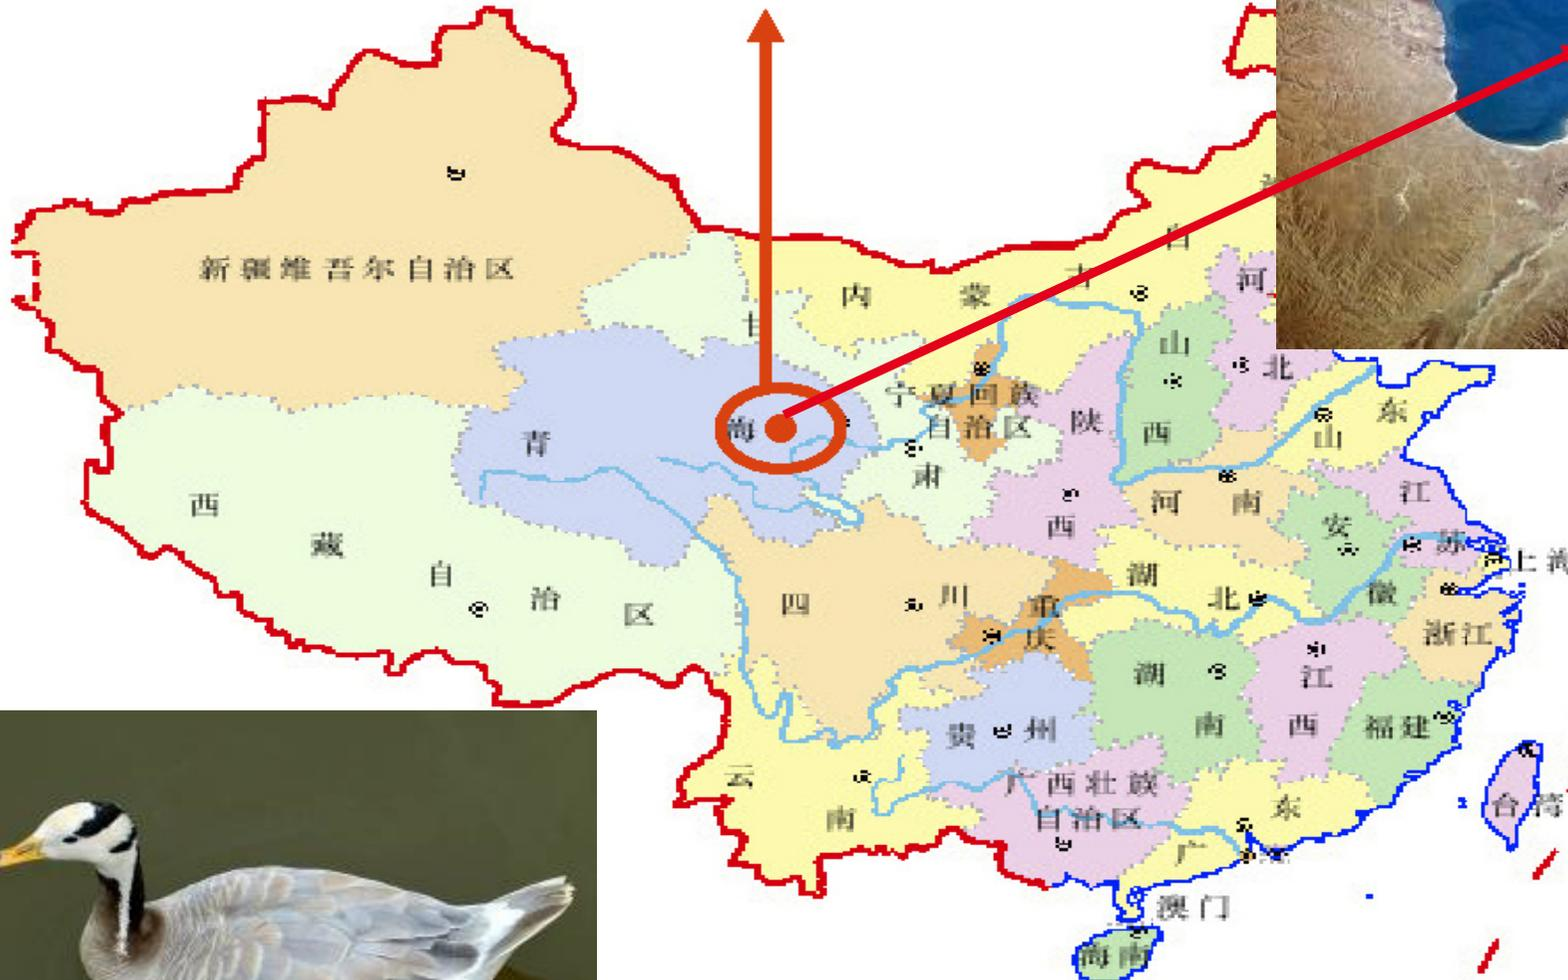 新疆维吾尔自治区
内蒙古自
甘
肃
宁夏回族
自治区
青海
西藏自治区
陕西
山西
河北
山东
河南
江苏
安徽
上海
四川
重庆
湖北
浙江
湖南
江西
福建
贵州
云南
广西壮族
自治区
广东
台湾
澳门
海南